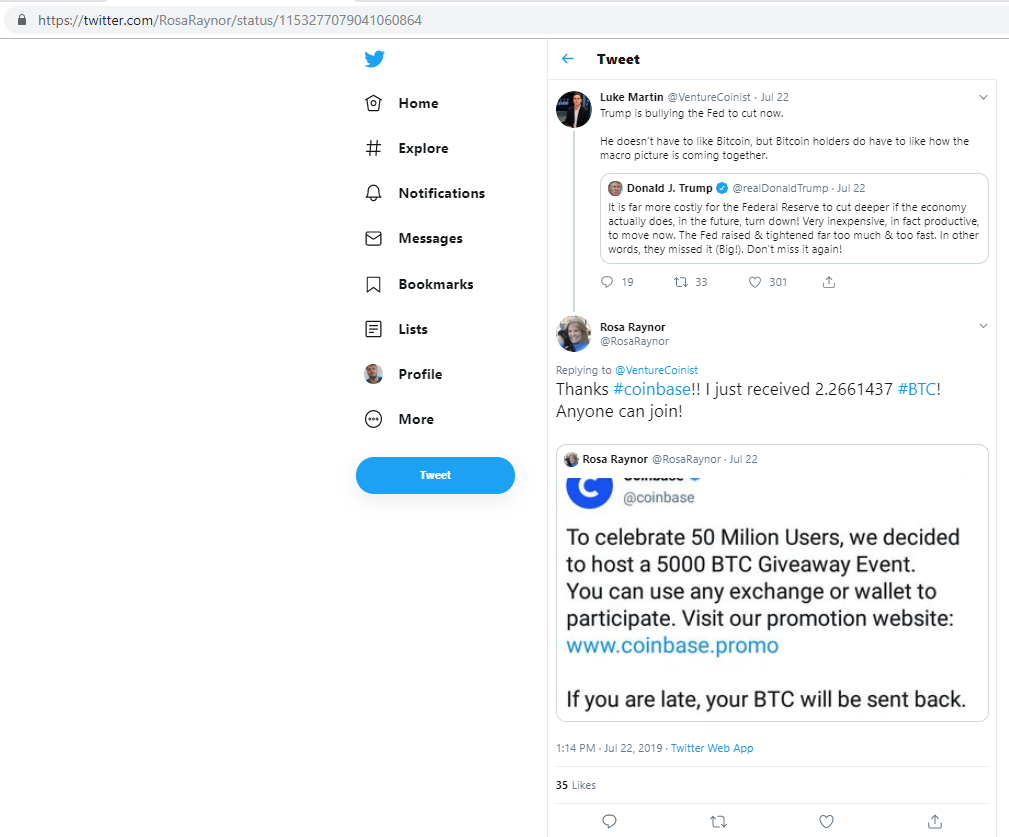 https://twitter.com/RosaRaynor/status/1153277079041060864
Tweet
Home
Explore
Notifications
Messages
Bookmarks
Lists
Profile
More
Tweet
Luke Martin @VentureCoinist · Jul 22
Trump is bullying the Fed to cut now.
He doesn't have to like Bitcoin, but Bitcoin holders do have to like how the
macro picture is coming together.
Donald J. Trump @realDonaldTrump · Jul 22
It is far more costly for the Federal Reserve to cut deeper if the economy
actually does, in the future, turn down! Very inexpensive, in fact productive,
to move now. The Fed raised & tightened far too much & too fast. In other
words, they missed it (Big!). Don't miss it again!
19 33 301
Rosa Raynor
@RosaRaynor
Replying to @VentureCoinist
Thanks #coinbase!! I just received 2.2661437 #BTC!
Anyone can join!
Rosa Raynor @RosaRaynor · Jul 22
Coinbase
@coinbase
To celebrate 50 Milion Users, we decided
to host a 5000 BTC Giveaway Event.
You can use any exchange or wallet to
participate. Visit our promotion website:
www.coinbase.promo
If you are late, your BTC will be sent back.
1:14 PM · Jul 22, 2019 · Twitter Web App
35 Likes